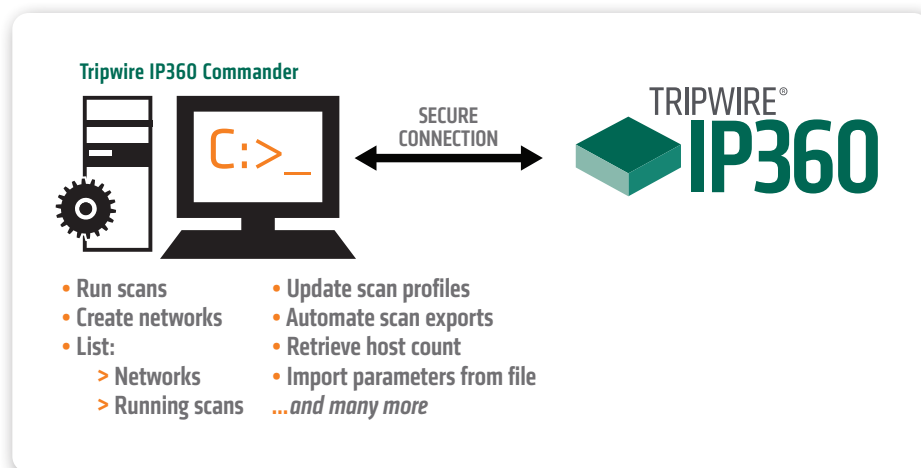 Tripwire IP360 Commander
C:>_
SECURE
CONNECTION
TRIPWIRE®
IP360
• Run scans
• Create networks
• List:
> Networks
> Running scans
• Update scan profiles
• Automate scan exports
• Retrieve host count
• Import parameters from file
...and many more